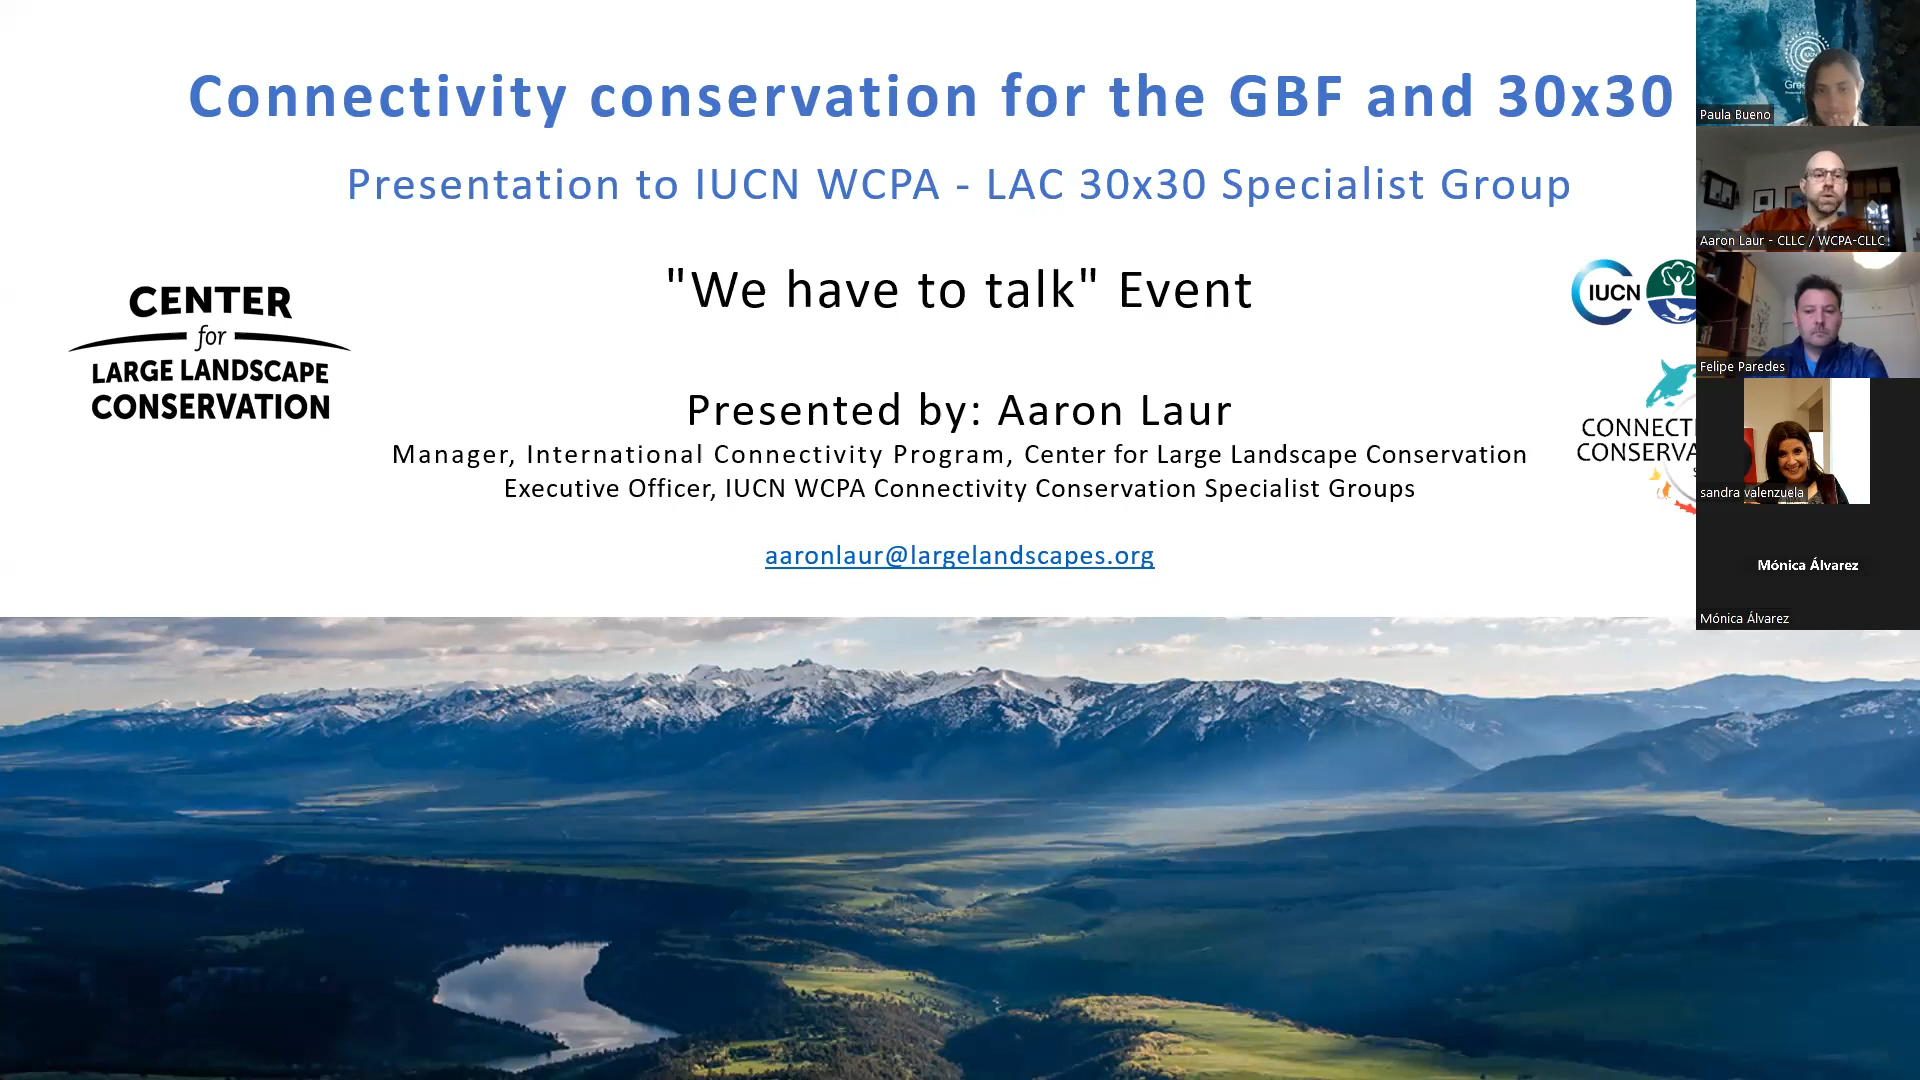 Connectivity conservation for the GBF and 30x30
Presentation to IUCN WCPA - LAC 30x30 Specialist Group
"We have to talk" Event
CENTER
for
LARGE LANDSCAPE
CONSERVATION
IUCN
Presented by: Aaron Laur
Manager, International Connectivity Program, Center for Large Landscape Conservation
Executive Officer, IUCN WCPA Connectivity Conservation Specialist Groups
aaronlaur@largelandscapes.org
CONNECTI
CONSERVA
Paula Bueno
Aaron Laur - CLLC / WCPA-CLLC
Felipe Paredes
sandra valenzuela
Mónica Álvarez
Mónica Álvarez